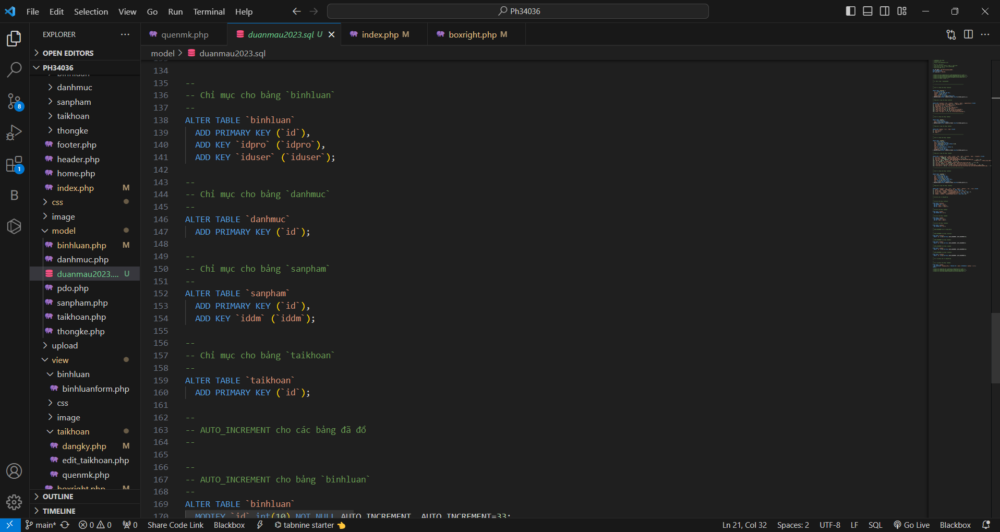 File Edit Selection View Go Run Terminal Help
Ph34036
EXPLORER
OPEN EDITORS
PH34036
danhmuc
sanpham
taikhoan
thongke
footer.php
header.php
home.php
index.php M
css
image
model
binhluan.php M
danhmuc.php
duanmau2023.... U
pdo.php
sanpham.php
taikhoan.php
thongke.php
upload
view
binhluan
binhluanform.php
css
image
taikhoan
dangky.php M
edit_taikhoan.php
quenmk.php
boxright.php M
OUTLINE
TIMELINE
8
1
B
quenmk.php
duanmau2023.sql U
index.php M
boxright.php M
model > duanmau2023.sql
134
135 --
136 -- Chỉ mục cho bảng `binhluan`
137 --
138 ALTER TABLE `binhluan`
139 ADD PRIMARY KEY (`id`),
140 ADD KEY `idpro` (`idpro`),
141 ADD KEY `iduser` (`iduser`);
142
143 --
144 -- Chỉ mục cho bảng `danhmuc`
145 --
146 ALTER TABLE `danhmuc`
147 ADD PRIMARY KEY (`id`);
148
149 --
150 -- Chỉ mục cho bảng `sanpham`
151 --
152 ALTER TABLE `sanpham`
153 ADD PRIMARY KEY (`id`),
154 ADD KEY `iddm` (`iddm`);
155
156 --
157 -- Chỉ mục cho bảng `taikhoan`
158 --
159 ALTER TABLE `taikhoan`
160 ADD PRIMARY KEY (`id`);
161
162 --
163 -- AUTO_INCREMENT cho các bảng đã đổ
164 --
165
166 --
167 -- AUTO_INCREMENT cho bảng `binhluan`
168 --
169 ALTER TABLE `binhluan`
170 MODIFY `id` int(10) NOT NULL AUTO_INCREMENT, AUTO_INCREMENT=33;
main* 0 0 0 Share Code Link Blackbox tabnine starter Ln 21, Col 32 Spaces: 2 UTF-8 LF SQL Go Live Blackbox